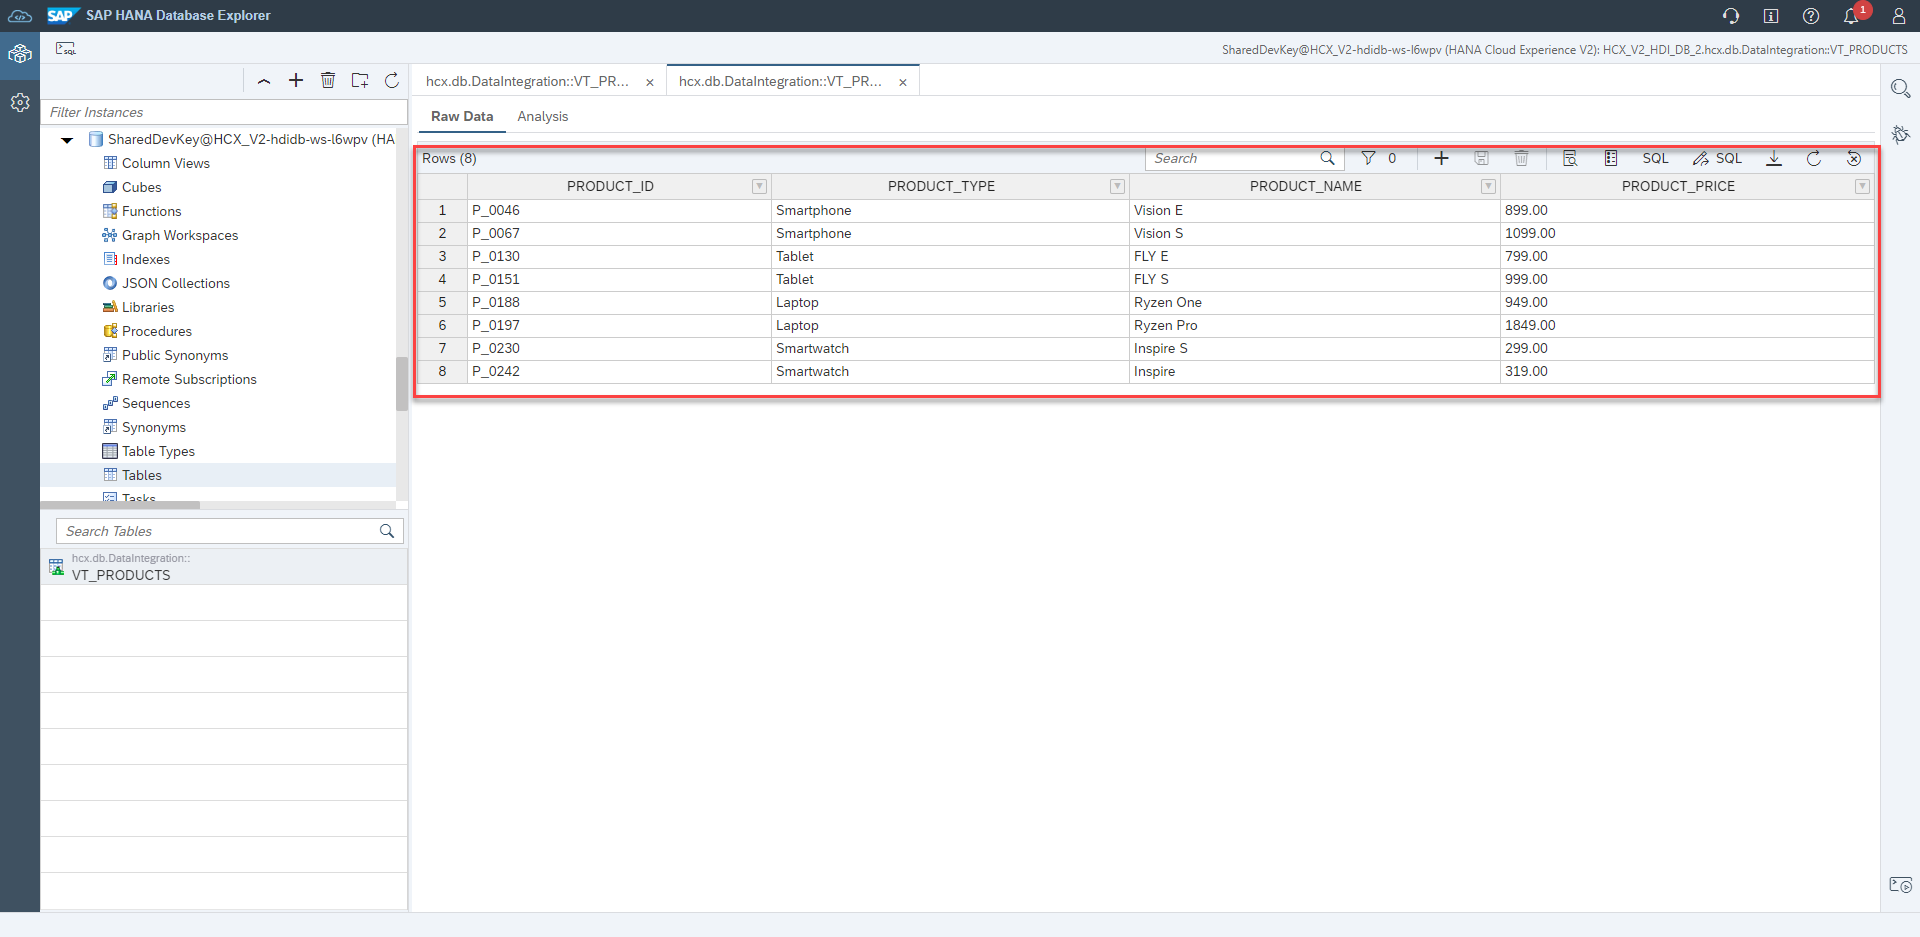 SAP SAP HANA Database Explorer
1
SQL
SharedDevKey@HCX_V2-hdidb-ws-l6wpv (HANA Cloud Experience V2): HCX_V2_HDI_DB_2.hcx.db.DataIntegration::VT_PRODUCTS
Filter Instances
SharedDevKey@HCX_V2-hdidb-ws-l6wpv (HA
Column Views
Cubes
Functions
Graph Workspaces
Indexes
JSON Collections
Libraries
Procedures
Public Synonyms
Remote Subscriptions
Sequences
Synonyms
Table Types
Tables
Tasks
Search Tables
hcx.db.DataIntegration::
VT_PRODUCTS
hcx.db.DataIntegration::VT_PR... × hcx.db.DataIntegration::VT_PR... ×
Raw Data Analysis
Rows (8) Search 0 SQL SQL
PRODUCT_ID PRODUCT_TYPE PRODUCT_NAME PRODUCT_PRICE
1 P_0046 Smartphone Vision E 899.00
2 P_0067 Smartphone Vision S 1099.00
3 P_0130 Tablet FLY E 799.00
4 P_0151 Tablet FLY S 999.00
5 P_0188 Laptop Ryzen One 949.00
6 P_0197 Laptop Ryzen Pro 1849.00
7 P_0230 Smartwatch Inspire S 299.00
8 P_0242 Smartwatch Inspire 319.00